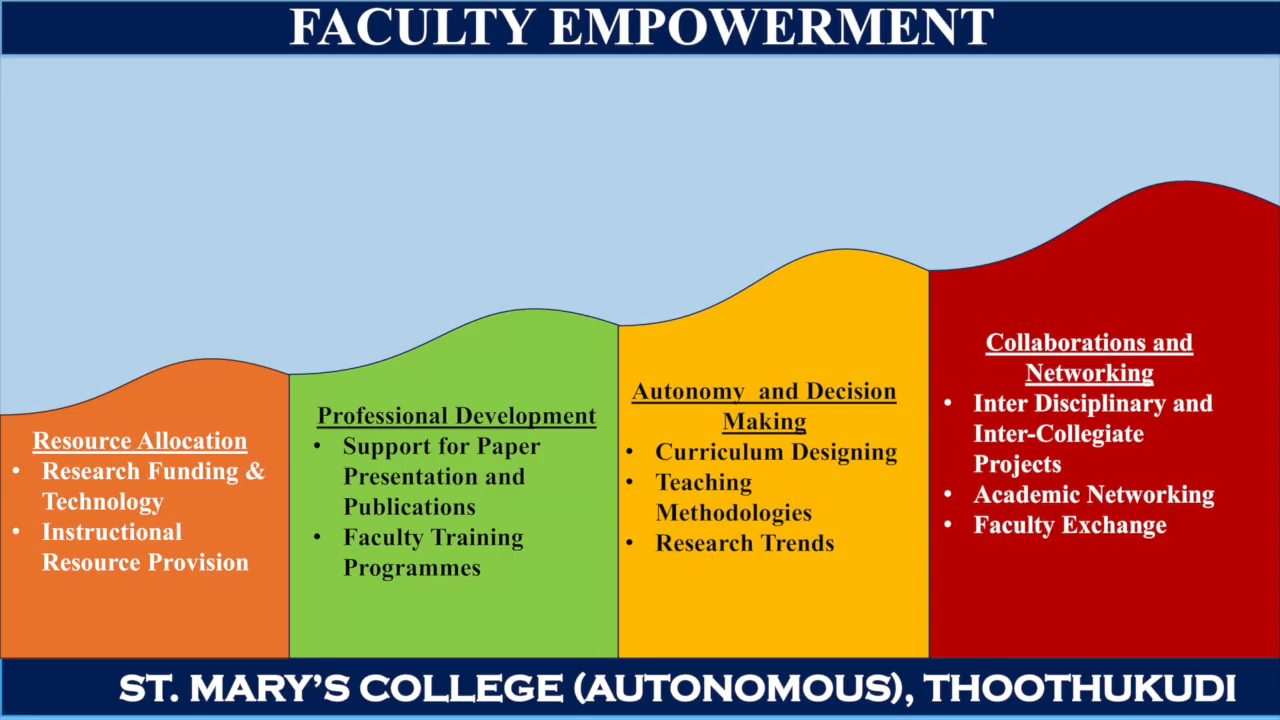 FACULTY EMPOWERMENT
Resource Allocation
• Research Funding &
Technology
• Instructional
Resource Provision
Professional Development
• Support for Paper
Presentation and
Publications
• Faculty Training
Programmes
Autonomy and Decision
Making
• Curriculum Designing
• Teaching
Methodologies
• Research Trends
Collaborations and
Networking
• Inter Disciplinary and
Inter-Collegiate
Projects
• Academic Networking
• Faculty Exchange
ST. MARY’S COLLEGE (AUTONOMOUS), THOOTHUKUDI